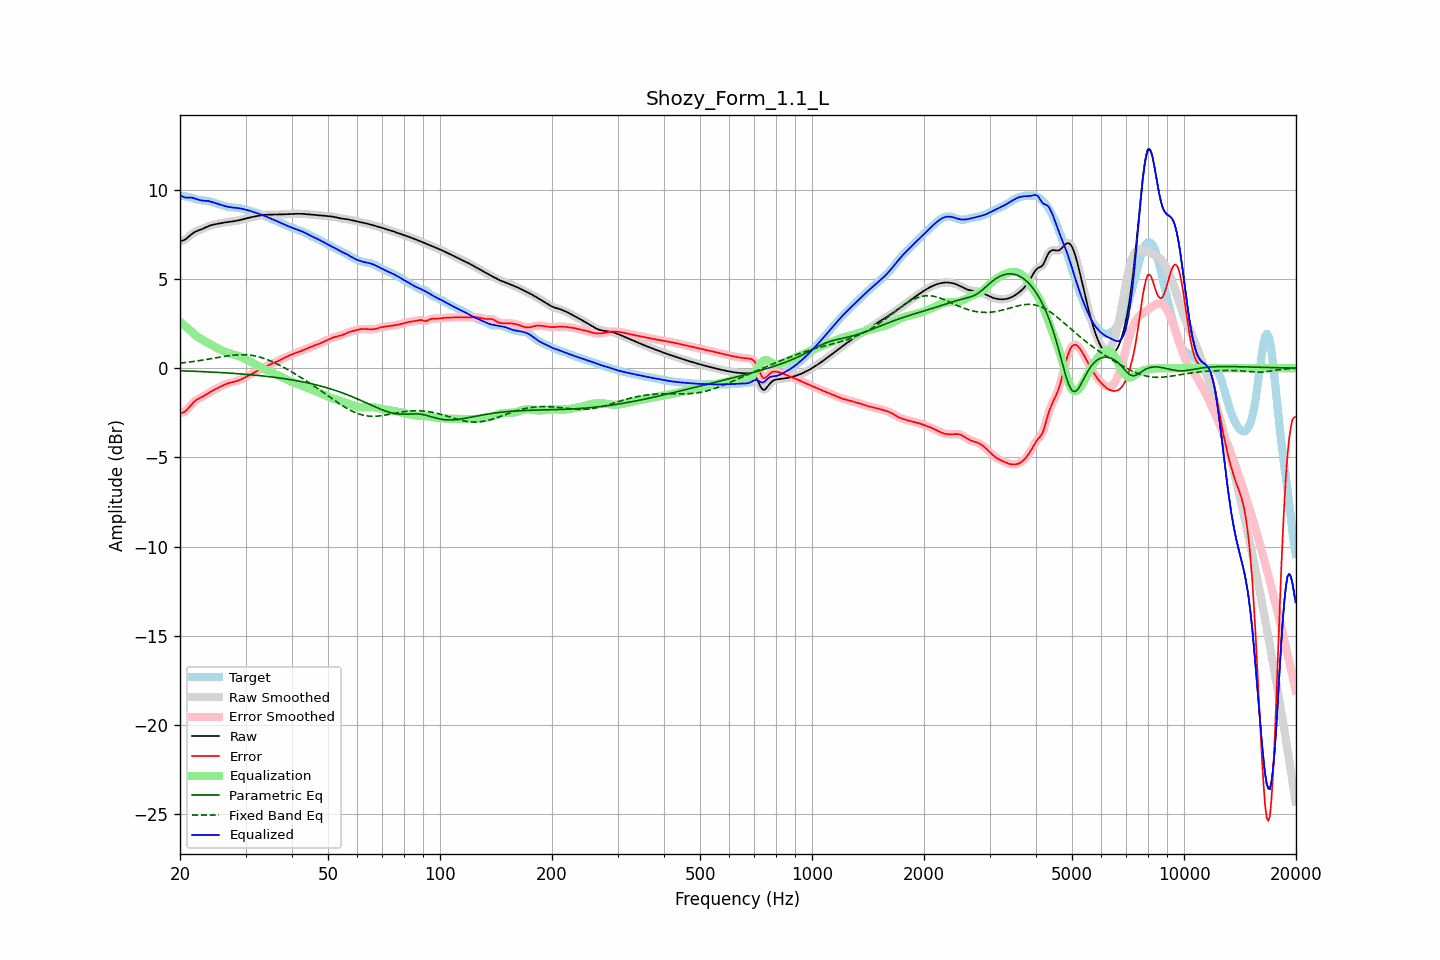 Shozy_Form_1.1_L
Amplitude (dBr)
10
5
0
−5
−10
−15
−20
−25
Target
Raw Smoothed
Error Smoothed
Raw
Error
Equalization
Parametric Eq
Fixed Band Eq
Equalized
20 50 100 200 500 1000 2000 5000 10000 20000
Frequency (Hz)